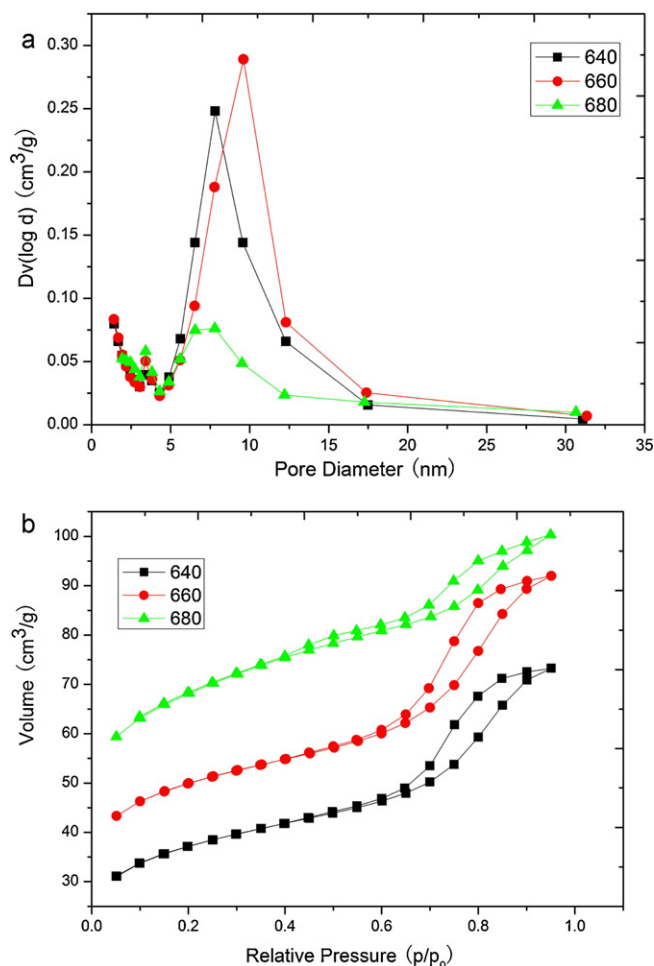 a
0.30
0.25
0.20
0.15
0.10
0.05
0.00
Dv(log d) (cm³/g)
640
660
680
0 5 10 15 20 25 30 35
Pore Diameter (nm)
b
100
90
80
70
60
50
40
30
Volume (cm³/g)
640
660
680
0.0 0.2 0.4 0.6 0.8 1.0
Relative Pressure (p/p₀)